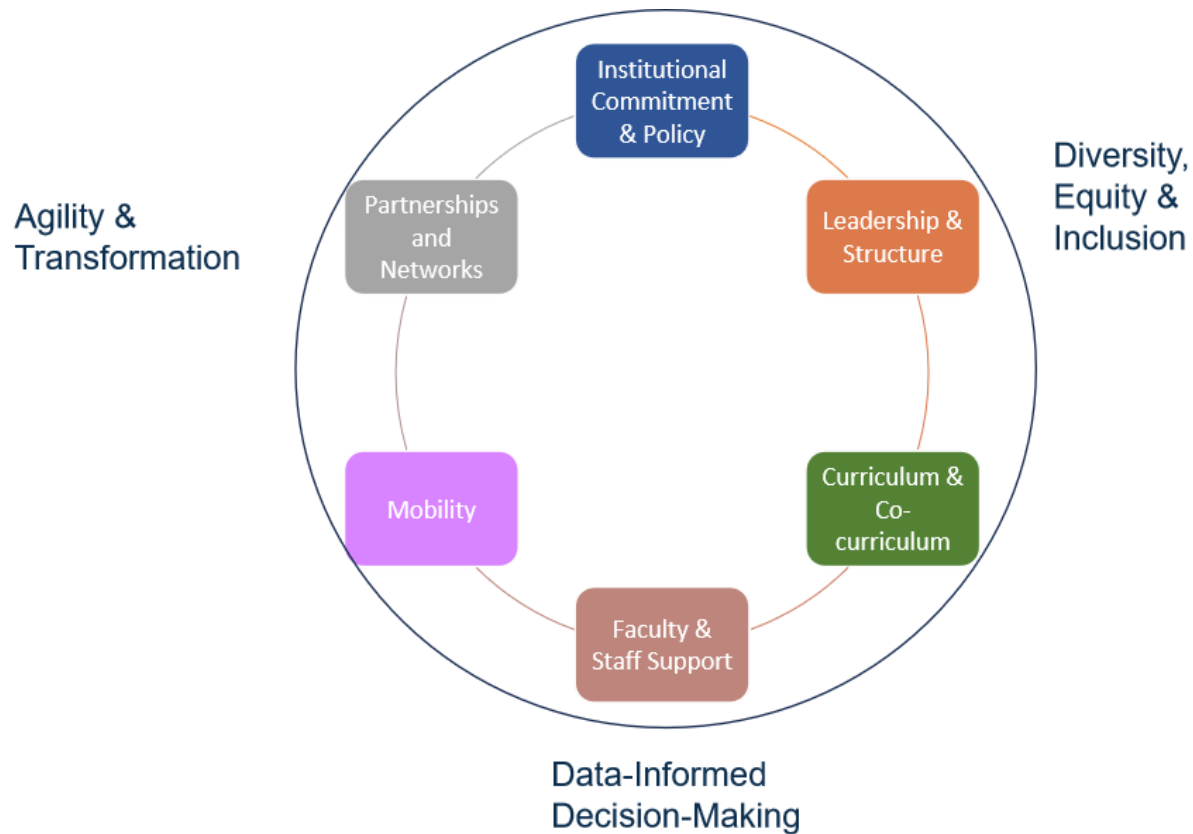 Institutional
Commitment
& Policy
Diversity,
Equity &
Inclusion
Agility &
Transformation
Partnerships
and
Networks
Leadership &
Structure
Mobility
Curriculum &
Co-
curriculum
Faculty &
Staff Support
Data-Informed
Decision-Making